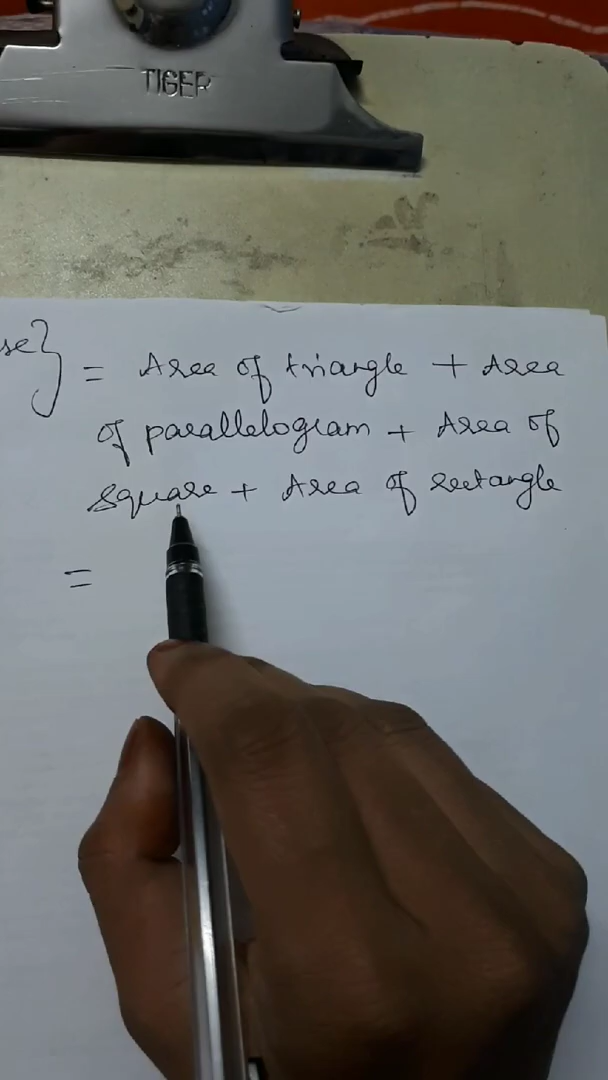 TIGER
se} = Area of triangle + Area
of parallelogram + Area of
square + Area of rectangle
=